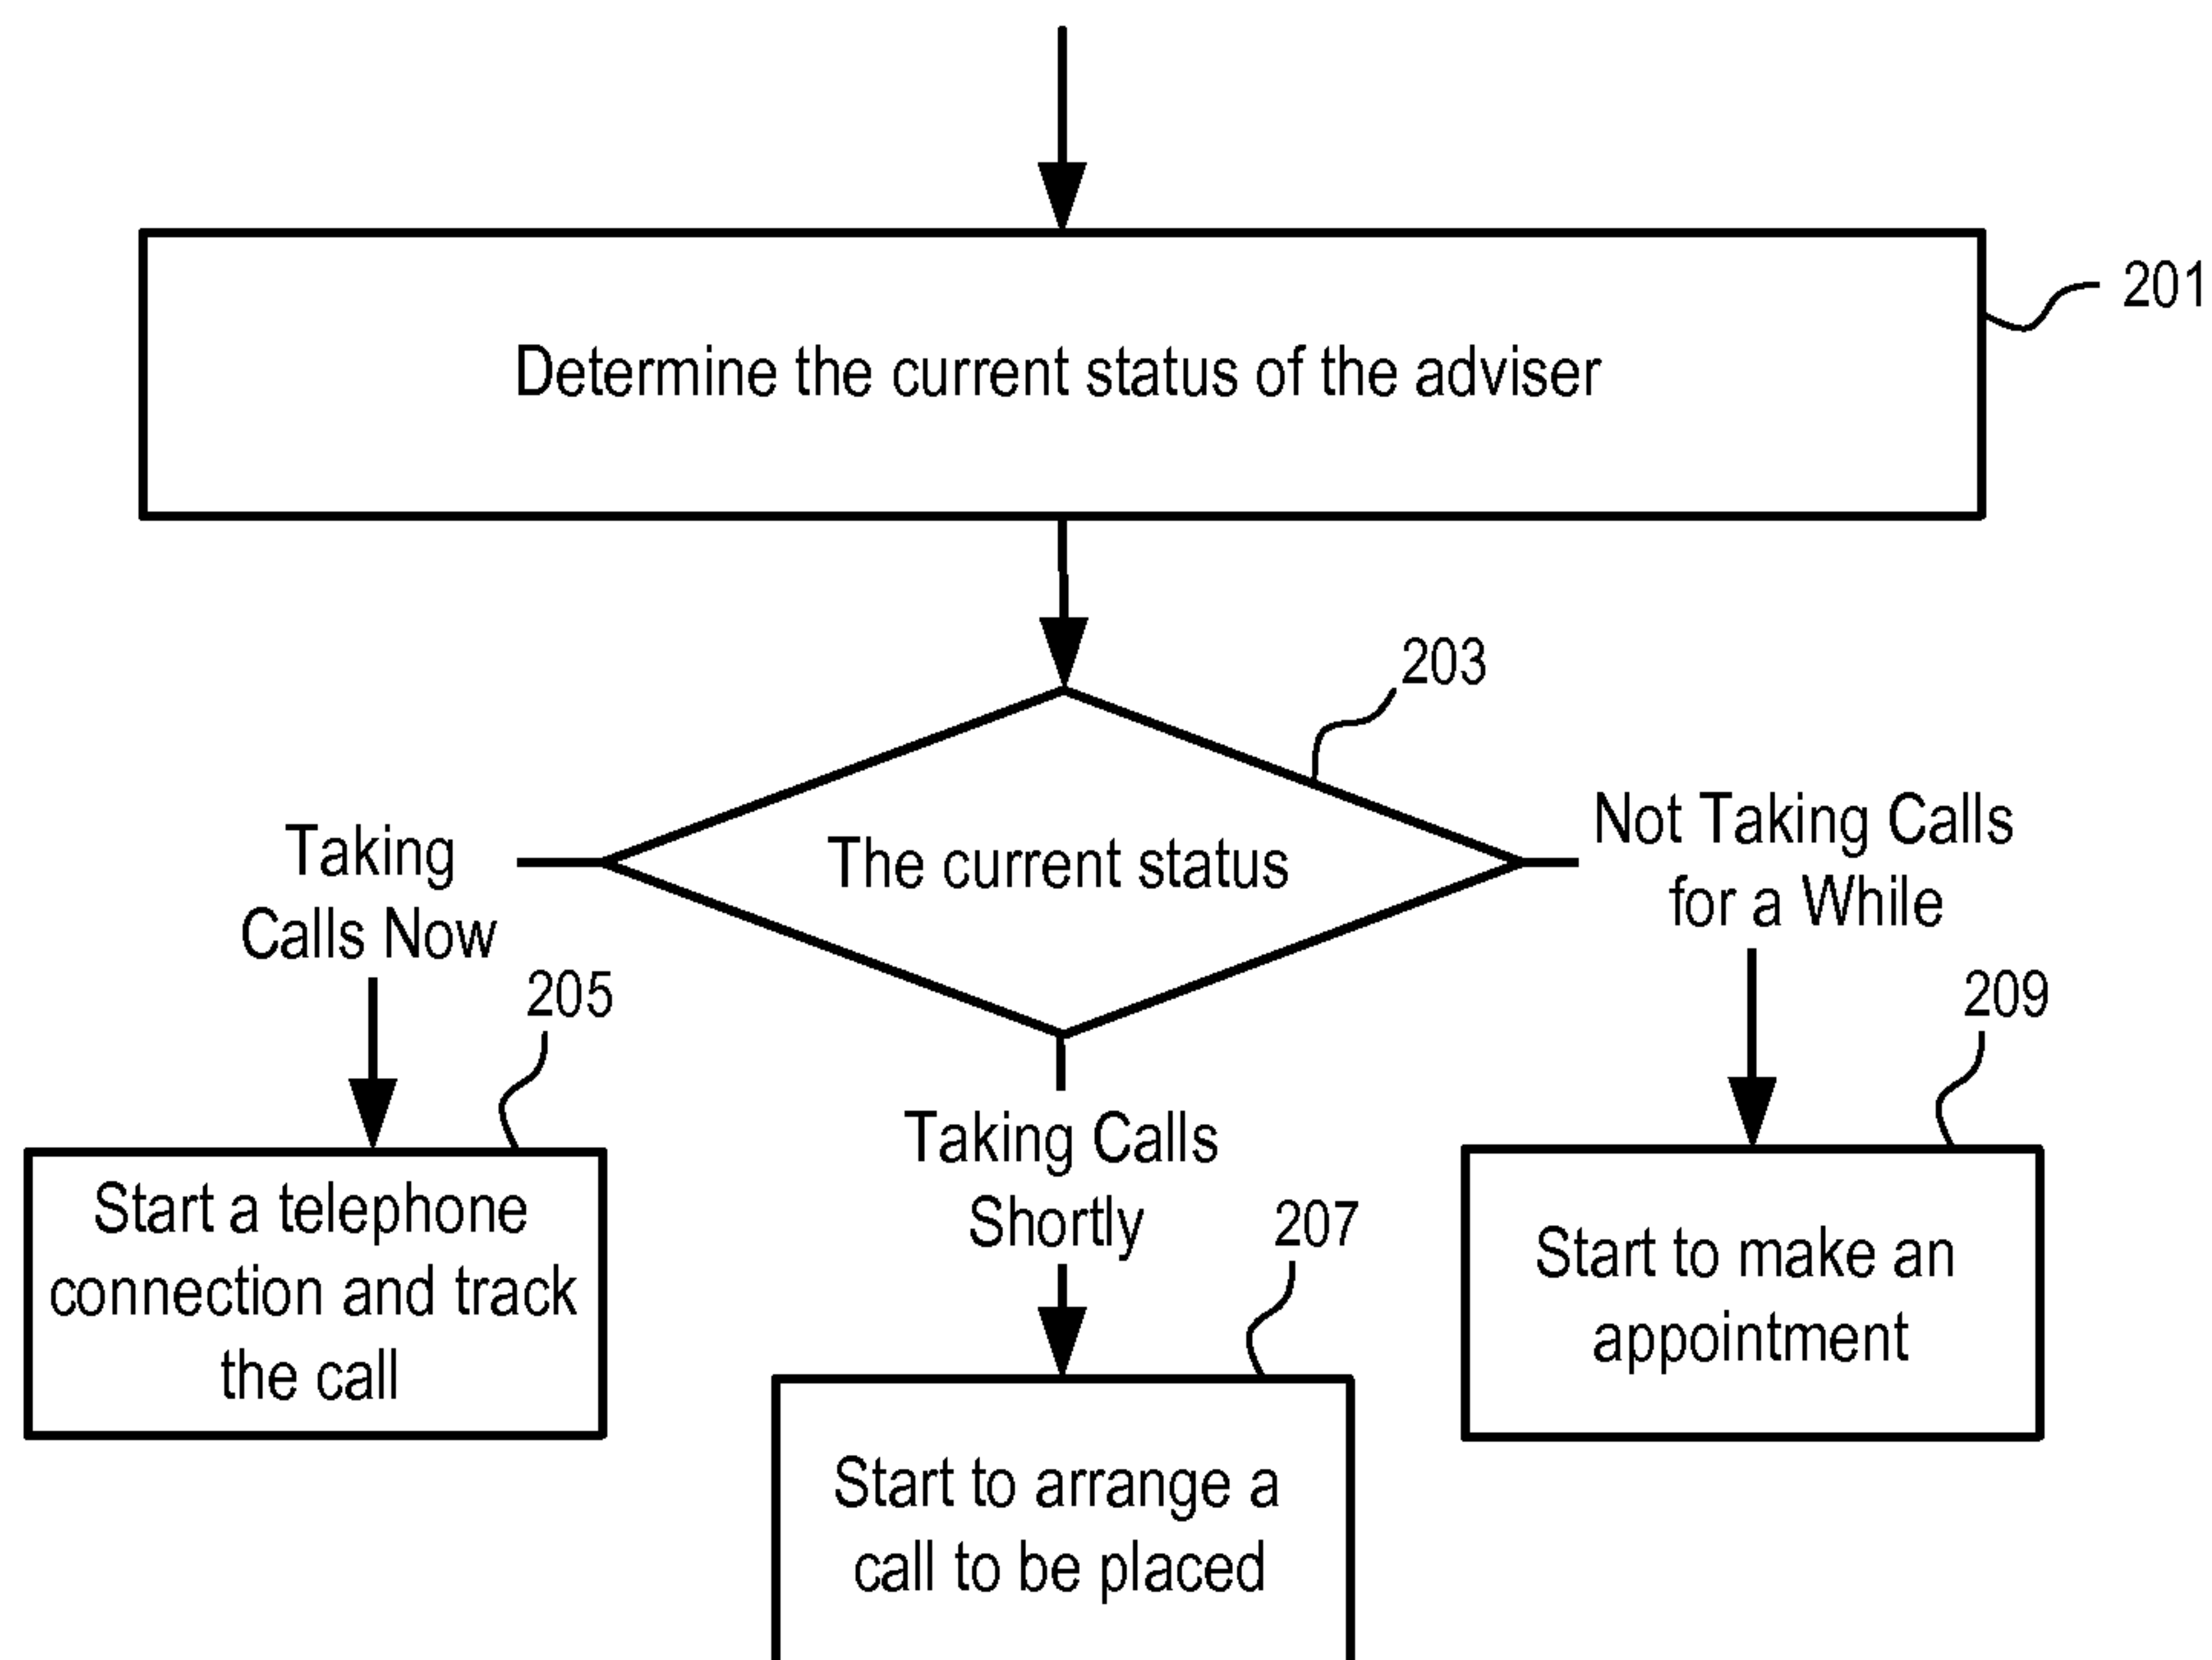 201
Determine the current status of the adviser
203
The current status
Taking
Calls Now
Not Taking Calls
for a While
205
209
Taking Calls
Shortly
207
Start a telephone
connection and track
the call
Start to arrange a
call to be placed
Start to make an
appointment